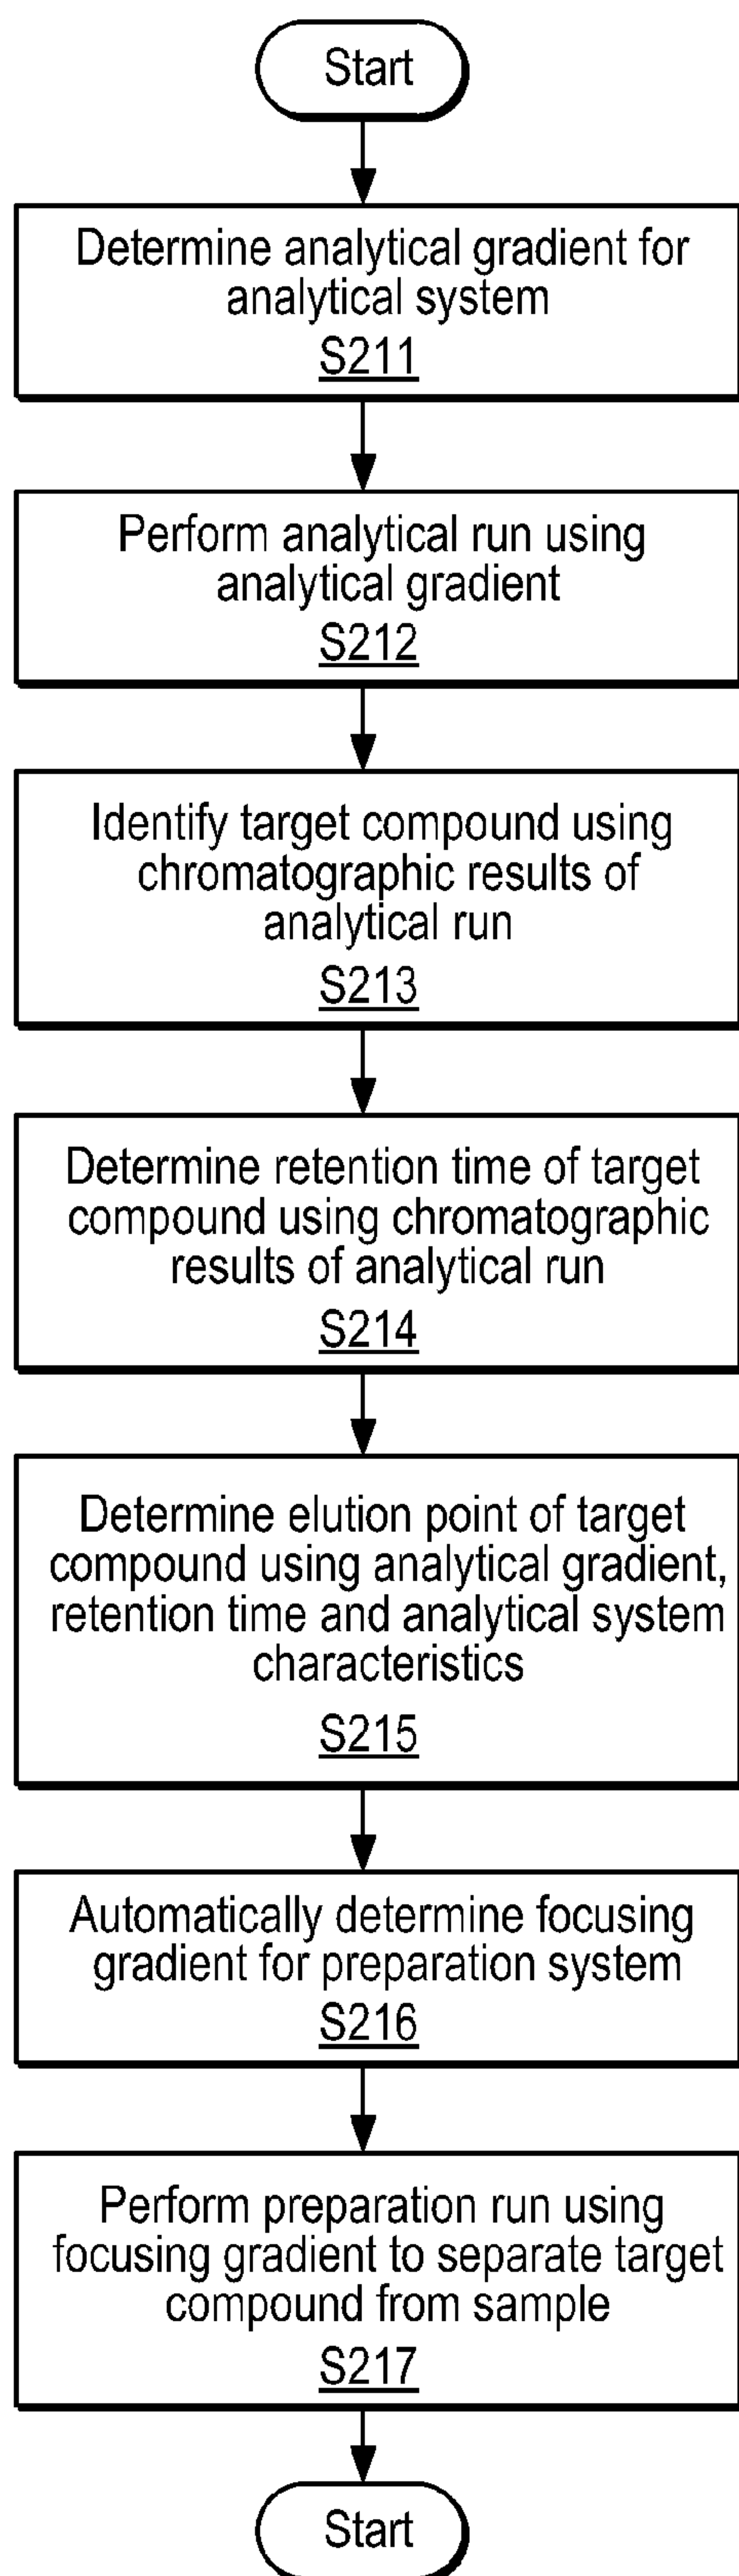 Start
Determine analytical gradient for
analytical system
S211
Perform analytical run using
analytical gradient
S212
Identify target compound using
chromatographic results of
analytical run
S213
Determine retention time of target
compound using chromatographic
results of analytical run
S214
Determine elution point of target
compound using analytical gradient,
retention time and analytical system
characteristics
S215
Automatically determine focusing
gradient for preparation system
S216
Perform preparation run using
focusing gradient to separate target
compound from sample
S217
Start